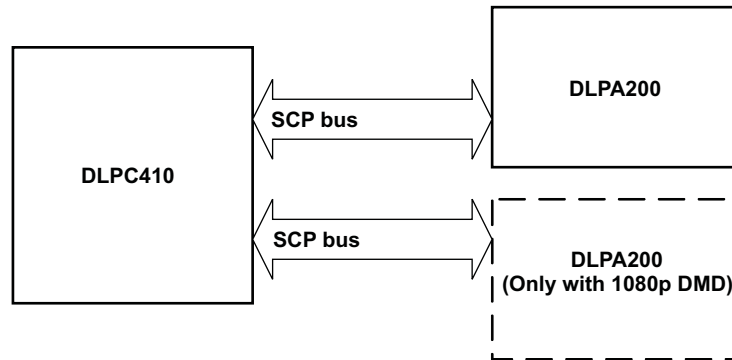 DLPC410
SCP bus
DLPA200
SCP bus
DLPA200
(Only with 1080p DMD)